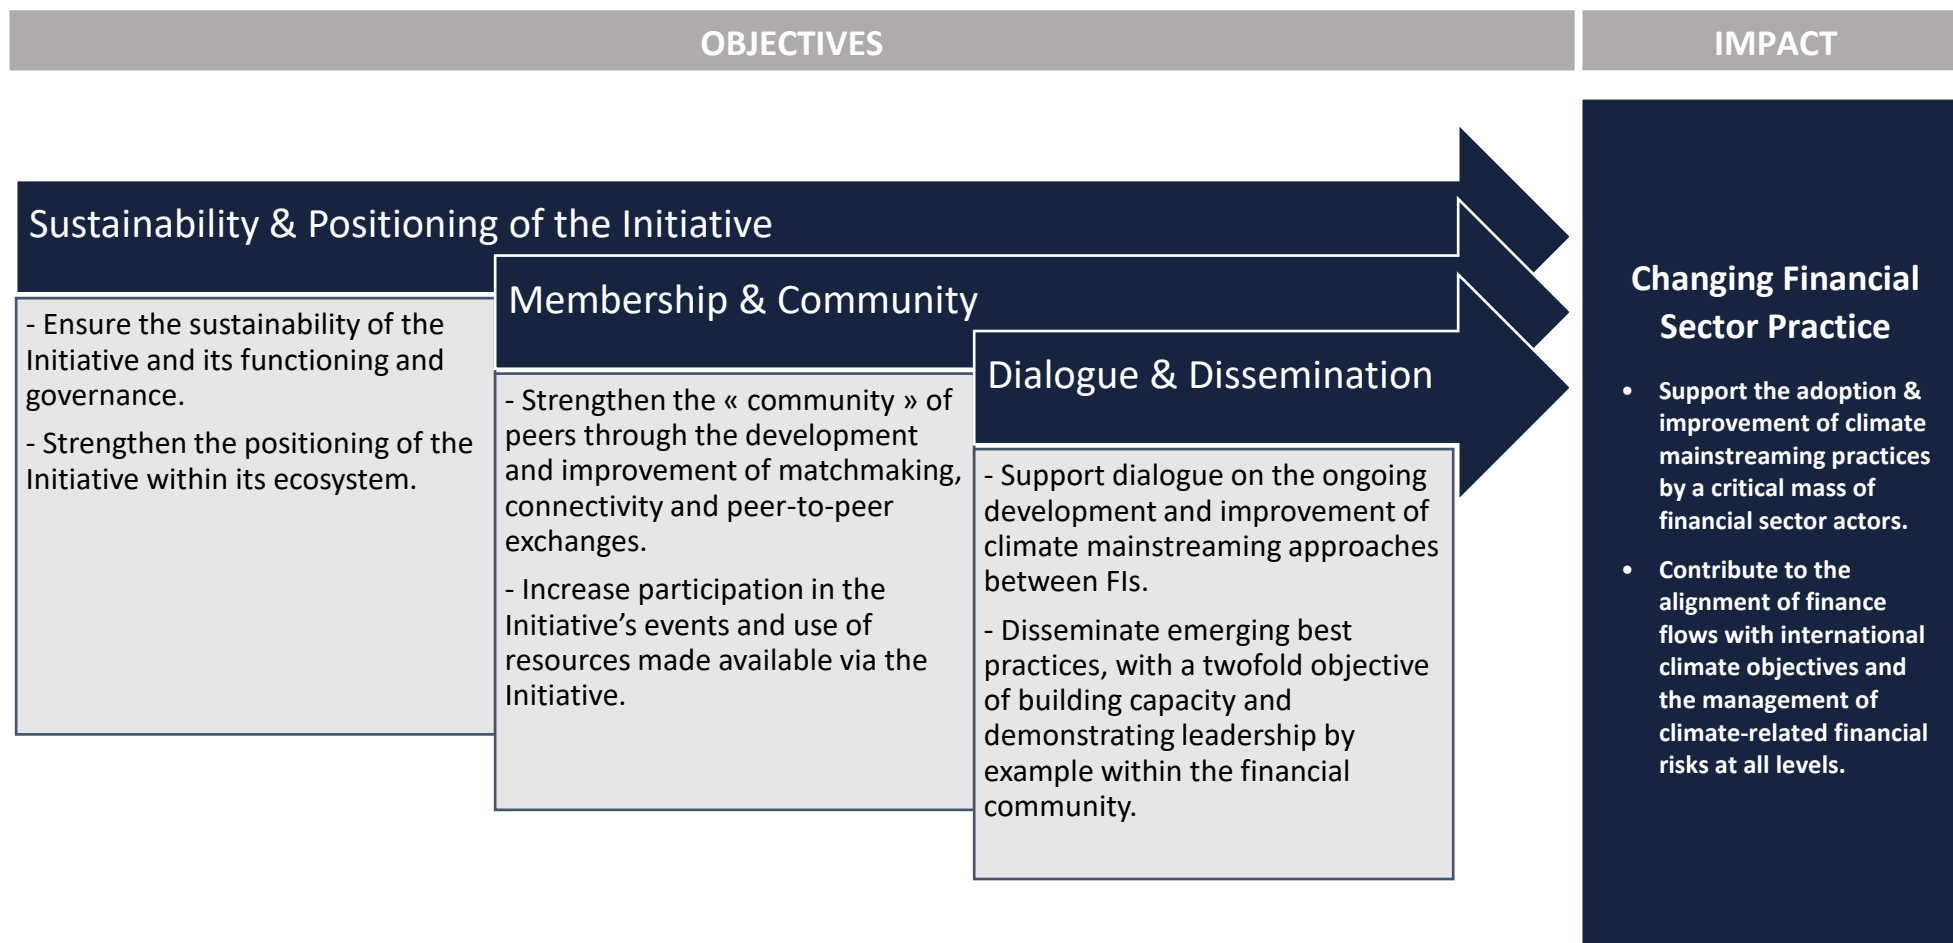 OBJECTIVES
IMPACT
Sustainability & Positioning of the Initiative
- Ensure the sustainability of the
Initiative and its functioning and
governance.
- Strengthen the positioning of the
Initiative within its ecosystem.
Membership & Community
- Strengthen the « community » of
peers through the development
and improvement of matchmaking,
connectivity and peer-to-peer
exchanges.
- Increase participation in the
Initiative’s events and use of
resources made available via the
Initiative.
Dialogue & Dissemination
- Support dialogue on the ongoing
development and improvement of
climate mainstreaming approaches
between FIs.
- Disseminate emerging best
practices, with a twofold objective
of building capacity and
demonstrating leadership by
example within the financial
community.
Changing Financial
Sector Practice
• Support the adoption &
improvement of climate
mainstreaming practices
by a critical mass of
financial sector actors.
• Contribute to the
alignment of finance
flows with international
climate objectives and
the management of
climate-related financial
risks at all levels.